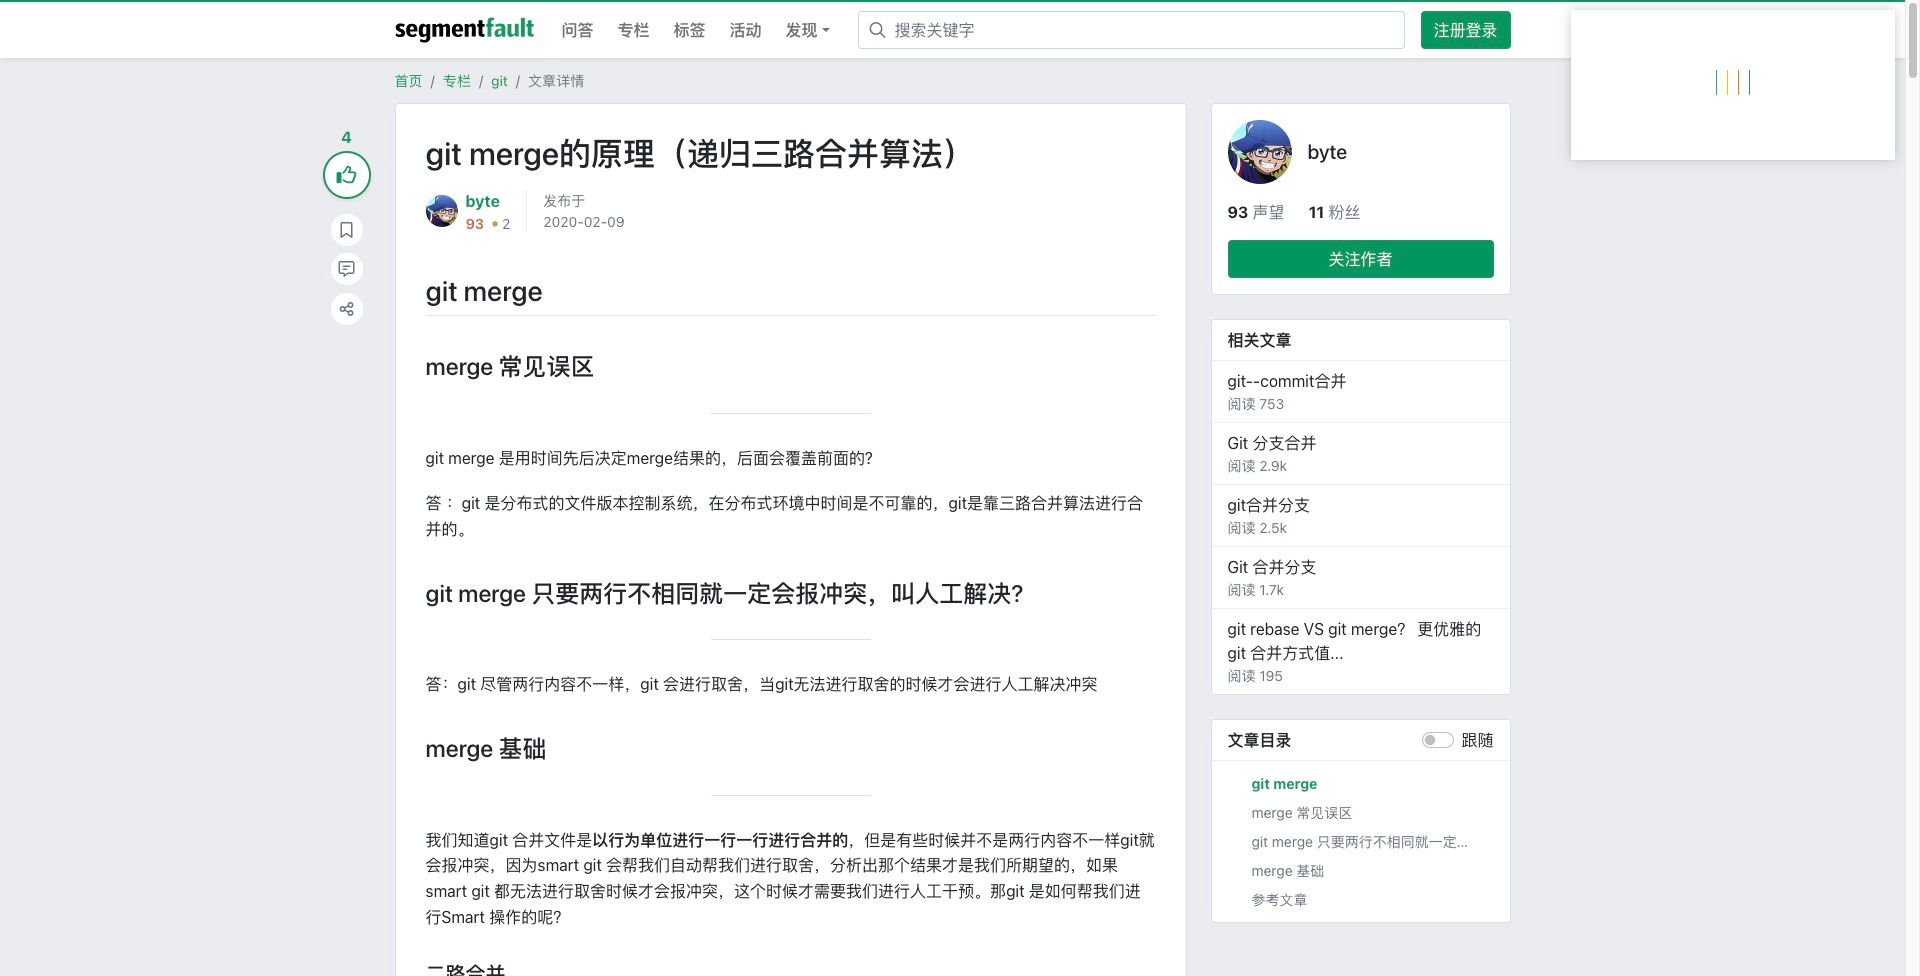 segmentfault 问答 专栏 标签 活动 发现 搜索关键字 注册登录
首页 / 专栏 / git / 文章详情
4
git merge的原理（递归三路合并算法）
byte
93 2
发布于
2020-02-09
git merge
merge 常见误区
git merge 是用时间先后决定merge结果的，后面会覆盖前面的？
答： git 是分布式的文件版本控制系统，在分布式环境中时间是不可靠的，git是靠三路合并算法进行合
并的。
git merge 只要两行不相同就一定会报冲突，叫人工解决？
答：git 尽管两行内容不一样，git 会进行取舍，当git无法进行取舍的时候才会进行人工解决冲突
merge 基础
我们知道git 合并文件是以行为单位进行一行一行进行合并的，但是有些时候并不是两行内容不一样git就
会报冲突，因为smart git 会帮我们自动帮我们进行取舍，分析出那个结果才是我们所期望的，如果
smart git 都无法进行取舍时候才会报冲突，这个时候才需要我们进行人工干预。那git 是如何帮我们进
行Smart 操作的呢？
二路合并
byte
93 声望 11 粉丝
关注作者
相关文章
git--commit合并
阅读 753
Git 分支合并
阅读 2.9k
git合并分支
阅读 2.5k
Git 合并分支
阅读 1.7k
git rebase VS git merge？ 更优雅的
git 合并方式值...
阅读 195
文章目录 跟随
git merge
merge 常见误区
git merge 只要两行不相同就一定...
merge 基础
参考文章